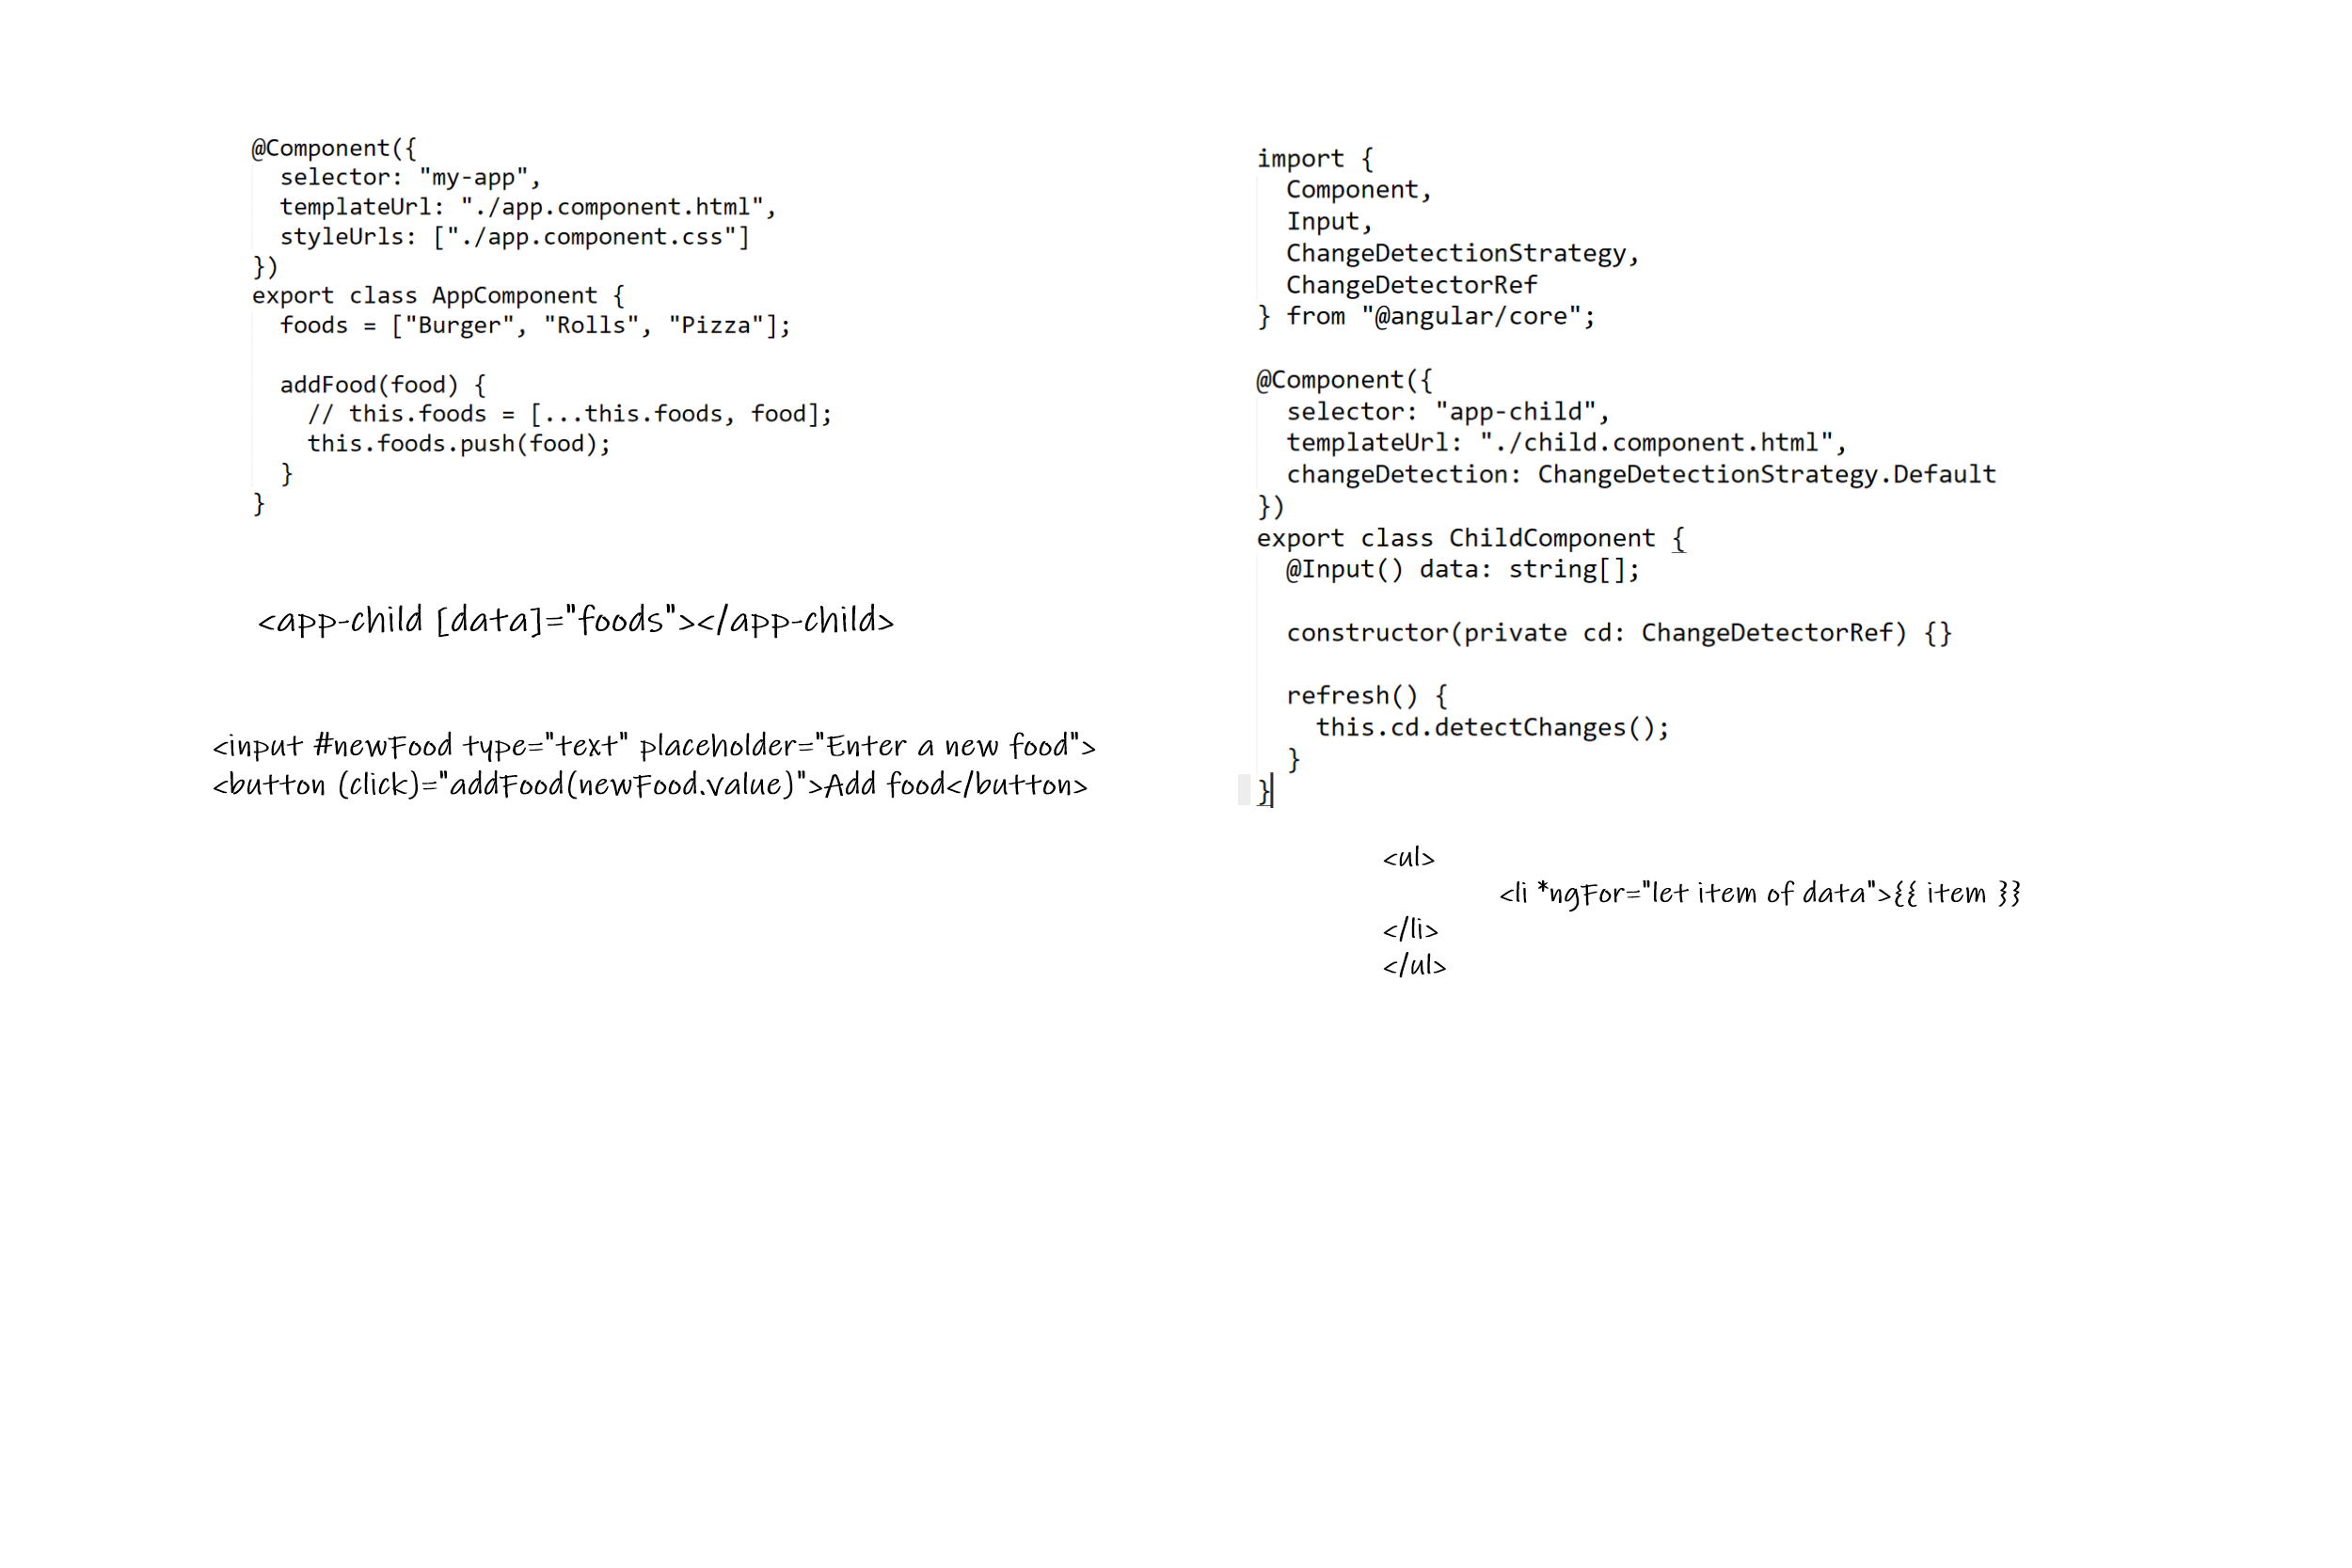 @Component({
  selector: "my-app",
  templateUrl: "./app.component.html",
  styleUrls: ["./app.component.css"]
})
export class AppComponent {
  foods = ["Burger", "Rolls", "Pizza"];
  addFood(food) {
    // this.foods = [...this.foods, food];
    this.foods.push(food);
  }
}
<app-child [data]="foods"></app-child>
<input #newFood type="text" placeholder="Enter a new food">
<button (click)="addFood(newFood.value)">Add food</button>
import {
  Component,
  Input,
  ChangeDetectionStrategy,
  ChangeDetectorRef
} from "@angular/core";
@Component({
  selector: "app-child",
  templateUrl: "./child.component.html",
  changeDetection: ChangeDetectionStrategy.Default
})
export class ChildComponent {
  @Input() data: string[];
  constructor(private cd: ChangeDetectorRef) {}
  refresh() {
    this.cd.detectChanges();
  }
}
<ul>
<li *ngFor="let item of data">{{ item }}
</li>
</ul>